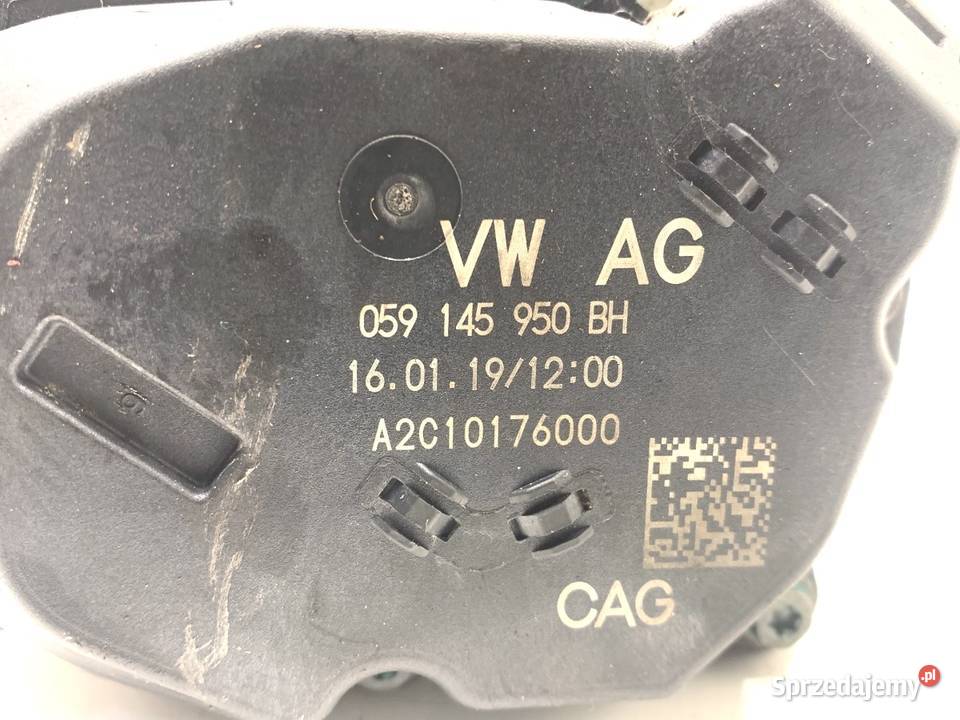 VW AG
059 145 950 BH
16.01.19/12:00
A2C10176000
CAG
Sprzedajemy.pl